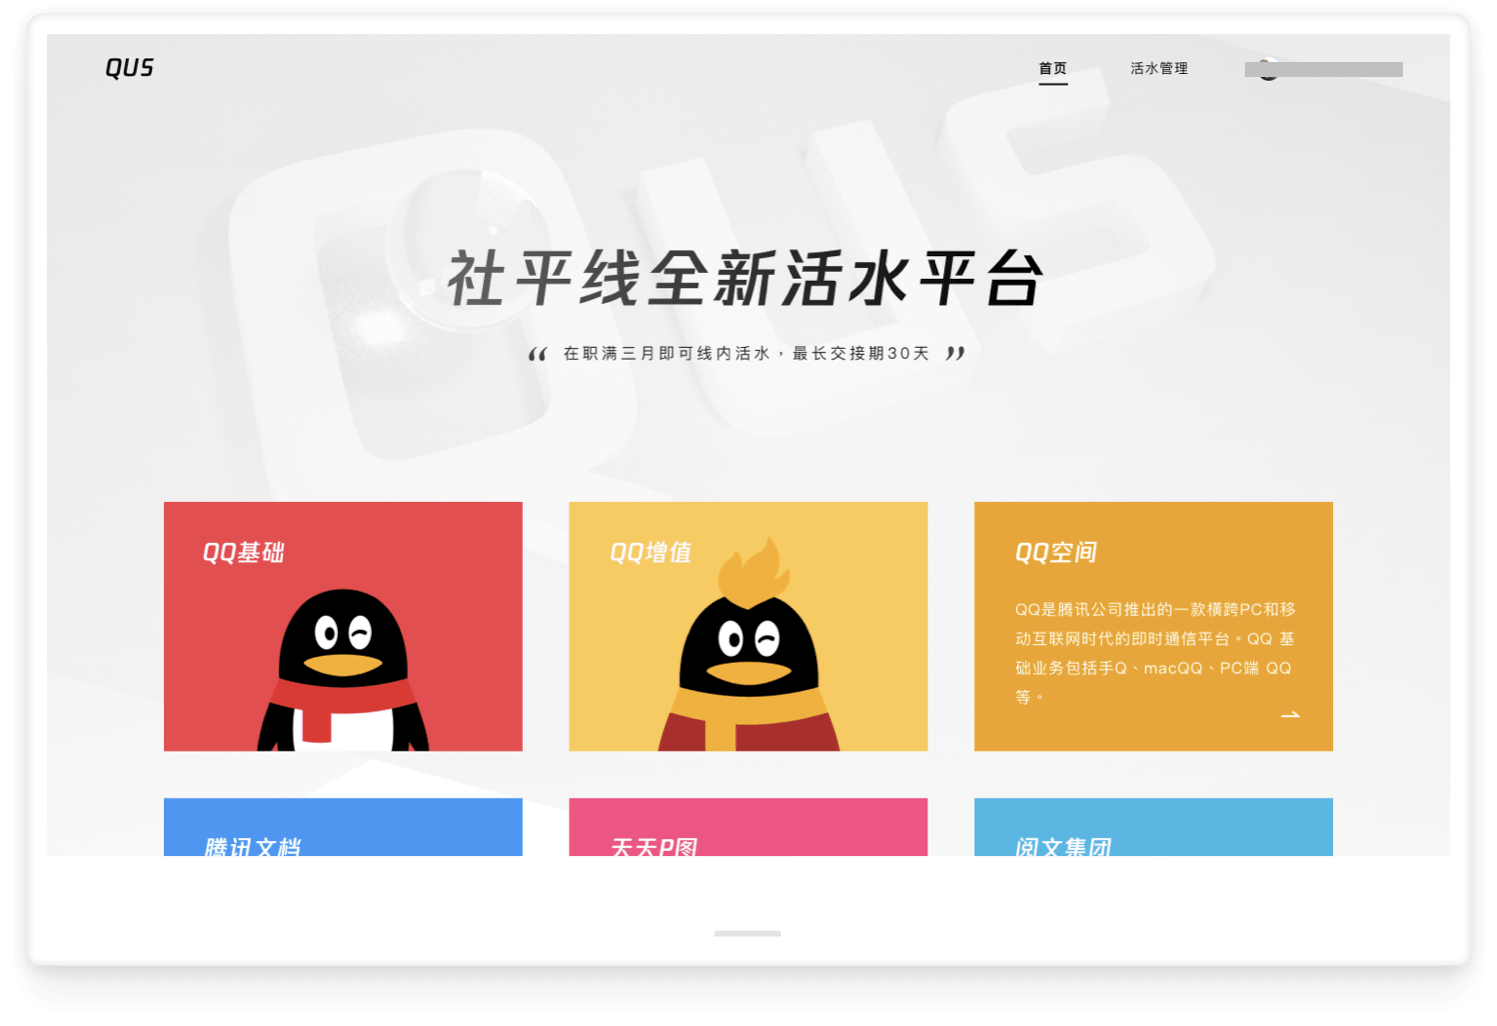 QUS
首页
活水管理
QUS
社平线全新活水平台
“ 在职满三月即可线内活水，最长交接期30天 ”
QQ基础
QQ增值
QQ空间
QQ是腾讯公司推出的一款横跨PC和移
动互联网时代的即时通信平台。QQ 基
础业务包括手Q、macQQ、PC端 QQ
等。
腾讯文档
天天P图
阅文集团